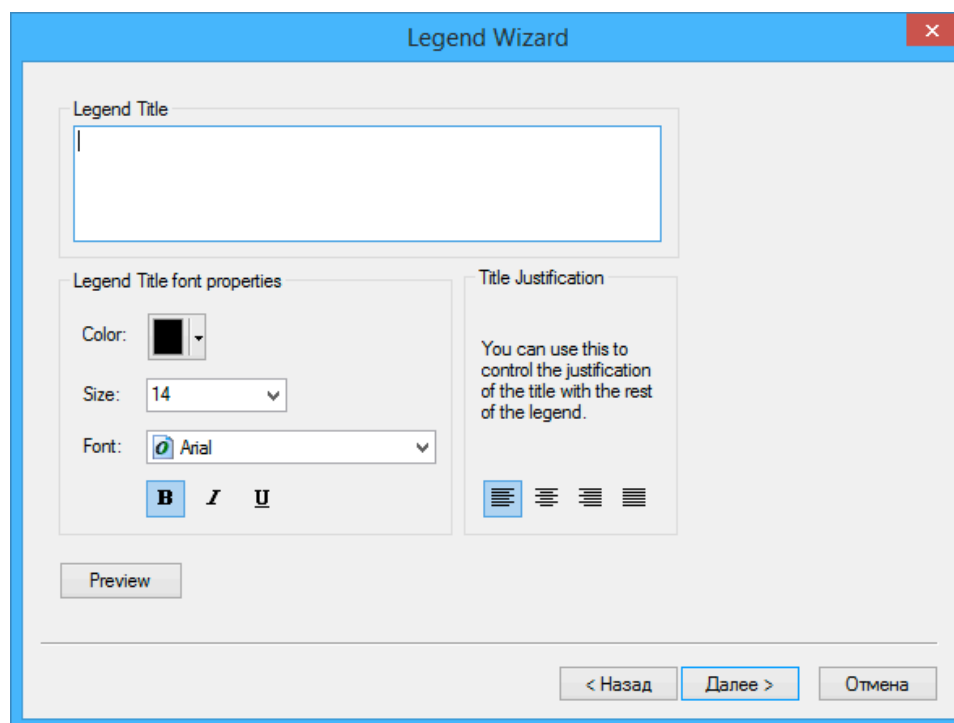 Legend Wizard
Legend Title
Legend Title font properties
Color:
Size:
14
Font:
Arial
B I U
Title Justification
You can use this to
control the justification
of the title with the rest
of the legend.
Preview
< Назад
Далее >
Отмена